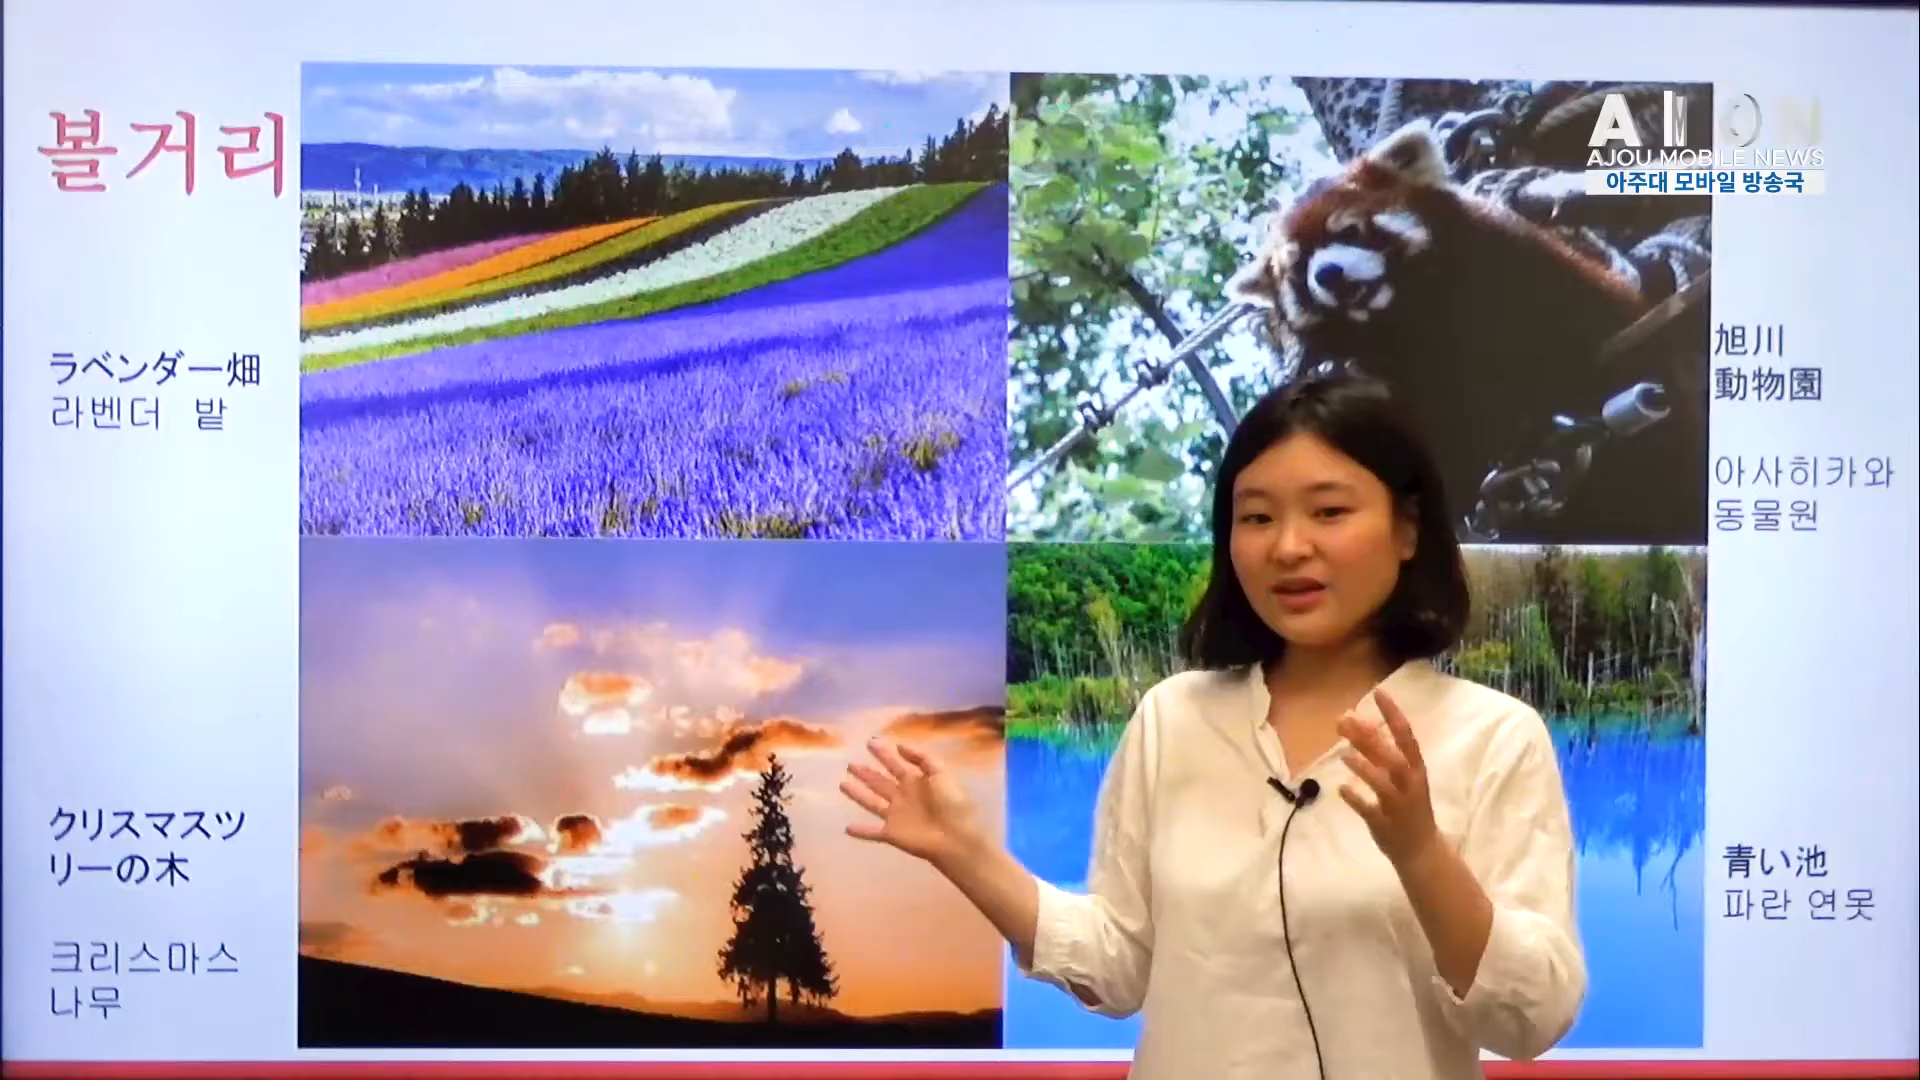 볼거리
ラベンダー畑
라벤더 밭
旭川
動物園
아사히카와
동물원
クリスマスツ
リーの木
크리스마스
나무
青い池
파란 연못
AMON
AJOU MOBILE NEWS
아주대 모바일 방송국